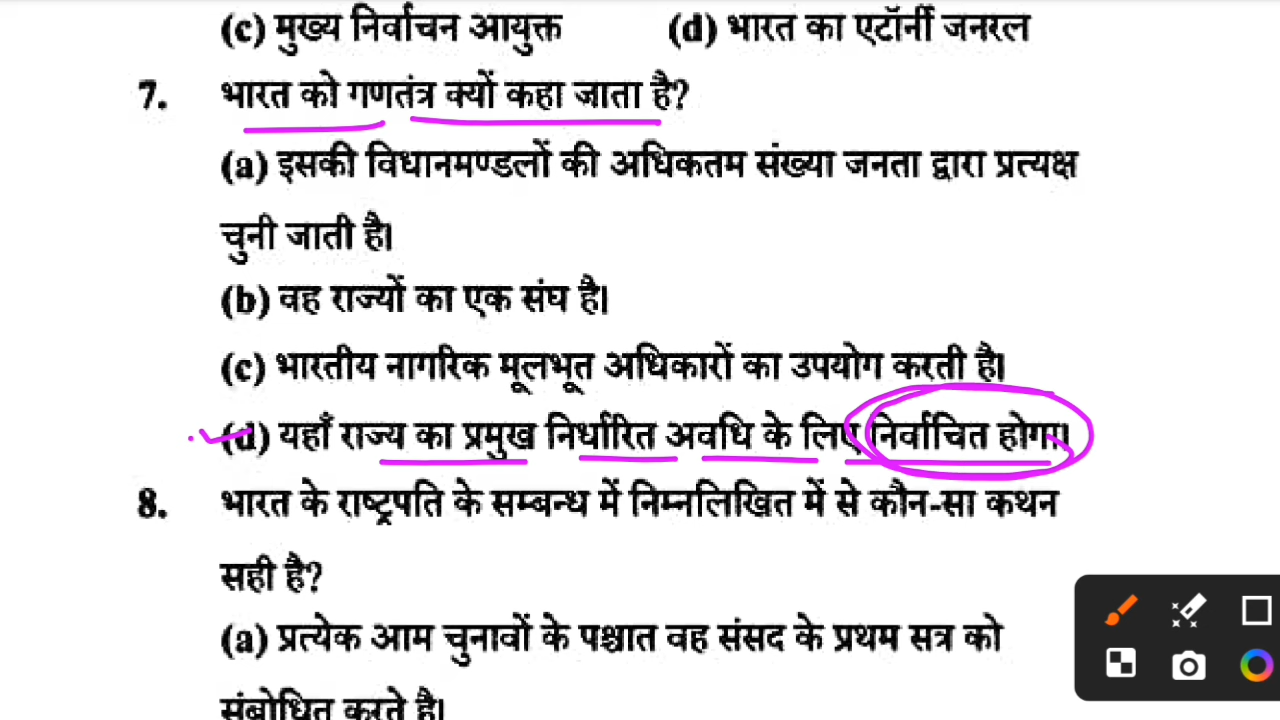 (c) मुख्य निर्वाचन आयुक्त (d) भारत का एटॉर्नी जनरल
7. भारत को गणतंत्र क्यों कहा जाता है?
(a) इसकी विधानमण्डलों की अधिकतम संख्या जनता द्वारा प्रत्यक्ष
चुनी जाती है।
(b) वह राज्यों का एक संघ है।
(c) भारतीय नागरिक मूलभूत अधिकारों का उपयोग करती है।
(d) यहाँ राज्य का प्रमुख निर्धारित अवधि के लिए निर्वाचित होगा।
8. भारत के राष्ट्रपति के सम्बन्ध में निम्नलिखित में से कौन-सा कथन
सही है?
(a) प्रत्येक आम चुनावों के पश्चात वह संसद के प्रथम सत्र को
संबोधित करते है।